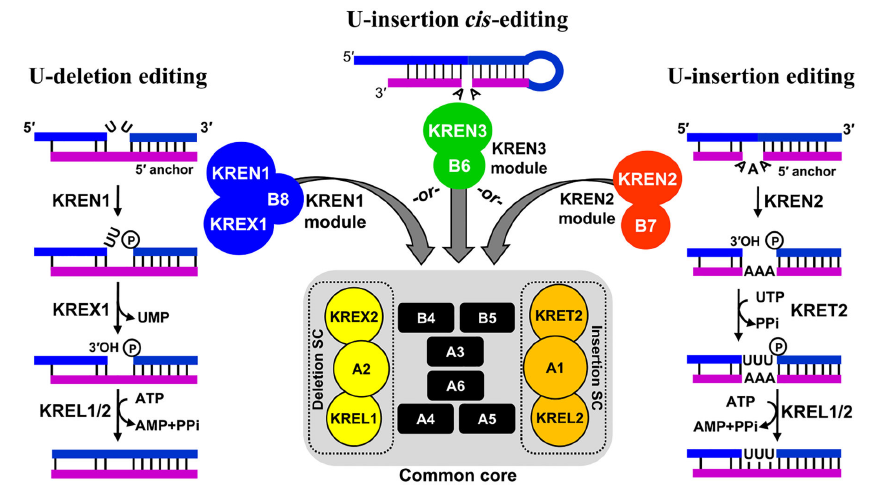 U-insertion cis-editing
U-deletion editing
U-insertion editing
5′
3′
A A
KREN3
B6
KREN3
module
-or-
-or-
5′
U U
3′
5′ anchor
KREN1
UU
P
KREX1
UMP
3′OH
P
KREL1/2
ATP
AMP+PPi
KREN1
B8
KREX1
KREN1
module
KREN2
B7
KREN2
module
Deletion SC
KREX2
A2
KREL1
B4
B5
A3
A6
A4
A5
KRET2
A1
KREL2
Insertion SC
Common core
5′
3′
A A A
5′ anchor
KREN2
3′OH
P
AAA
UTP
PPi
KRET2
P
UUU
AAA
ATP
AMP+PPi
KREL1/2
UUU